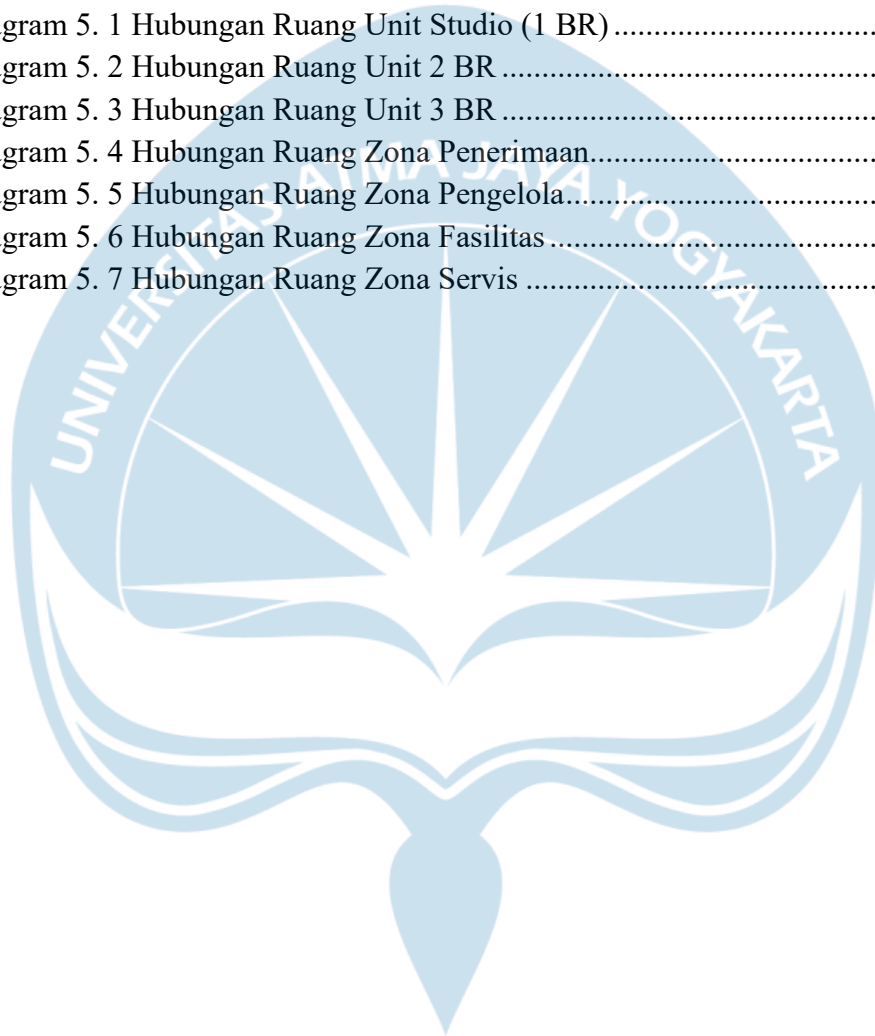 gram 5. 1 Hubungan Ruang Unit Studio (1 BR) .................................
gram 5. 2 Hubungan Ruang Unit 2 BR ...............................................
gram 5. 3 Hubungan Ruang Unit 3 BR ...............................................
gram 5. 4 Hubungan Ruang Zona Penerimaan....................................
gram 5. 5 Hubungan Ruang Zona Pengelola.......................................
gram 5. 6 Hubungan Ruang Zona Fasilitas .........................................
gram 5. 7 Hubungan Ruang Zona Servis ............................................
UNIVERSITAS ATMA JAYA YOGYAKARTA